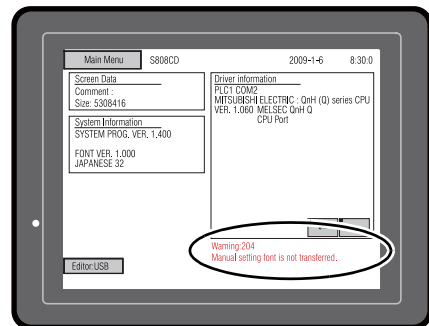 Main Menu
S808CD
2009-1-6
8:30:0
Screen Data
Comment :
Size: 5308416
System Information
SYSTEM PROG. VER. 1.400
FONT VER. 1.000
JAPANESE 32
Driver information
PLC1 COM2
MITSUBISHI ELECTRIC : QnH (Q) series CPU
VER. 1.060 MELSEC QnH Q
CPU Port
Warning:204
Manual setting font is not transferred.
Editor:USB